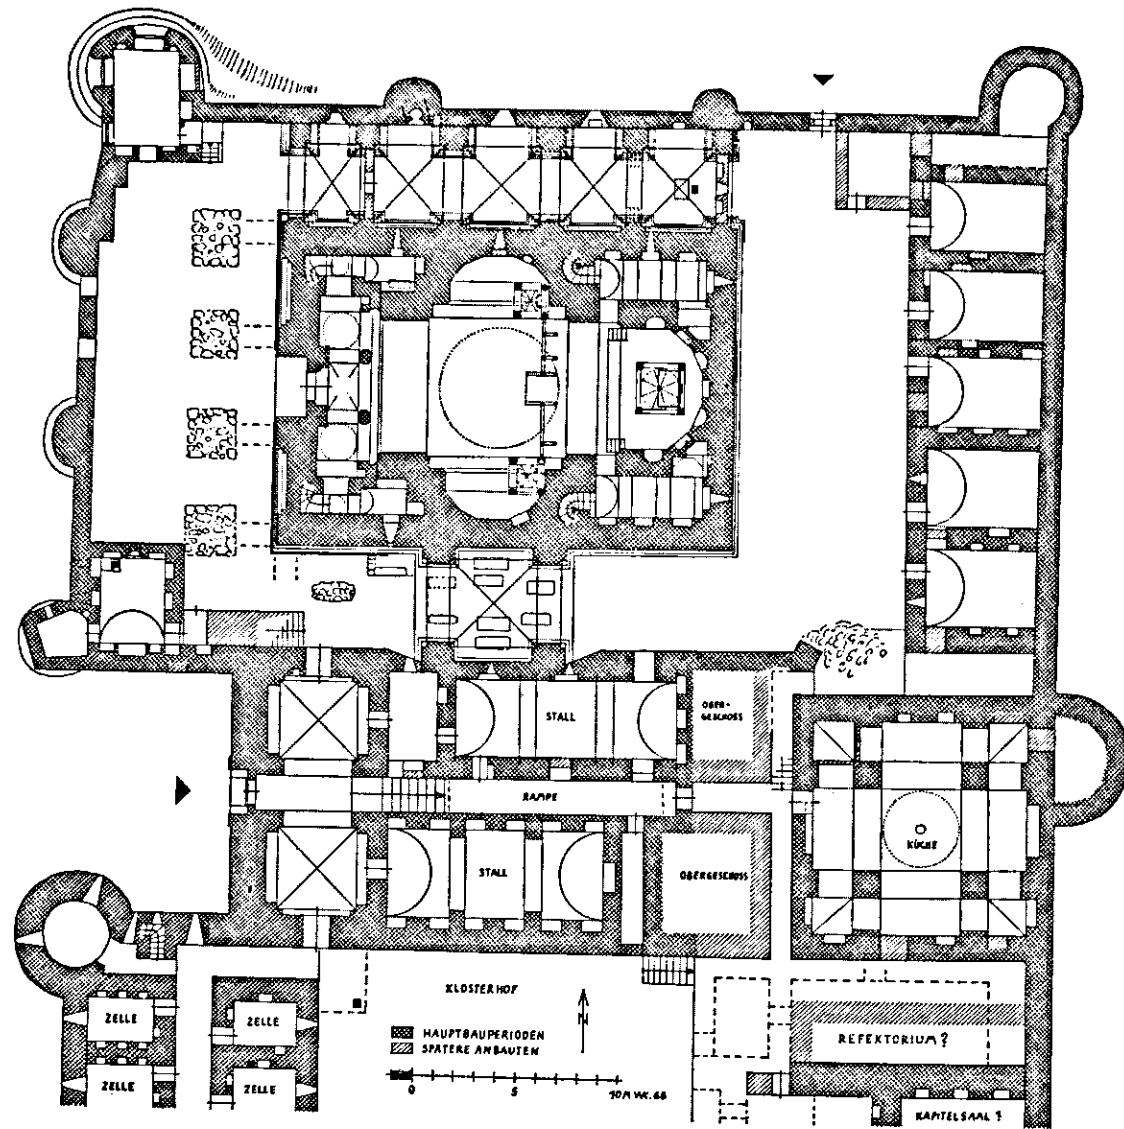 STALL
OBER-
GESCHOSS
RAMPE
KÜCHE
STALL
OBERGESCHOSS
KLOSTERHOF
N
HAUPTBAUPERIODEN
SPÄTERE ANBAUTEN
0 5 10M
ZELLE
ZELLE
ZELLE
ZELLE
REFEKTORIUM?
KAPITELSAAL?